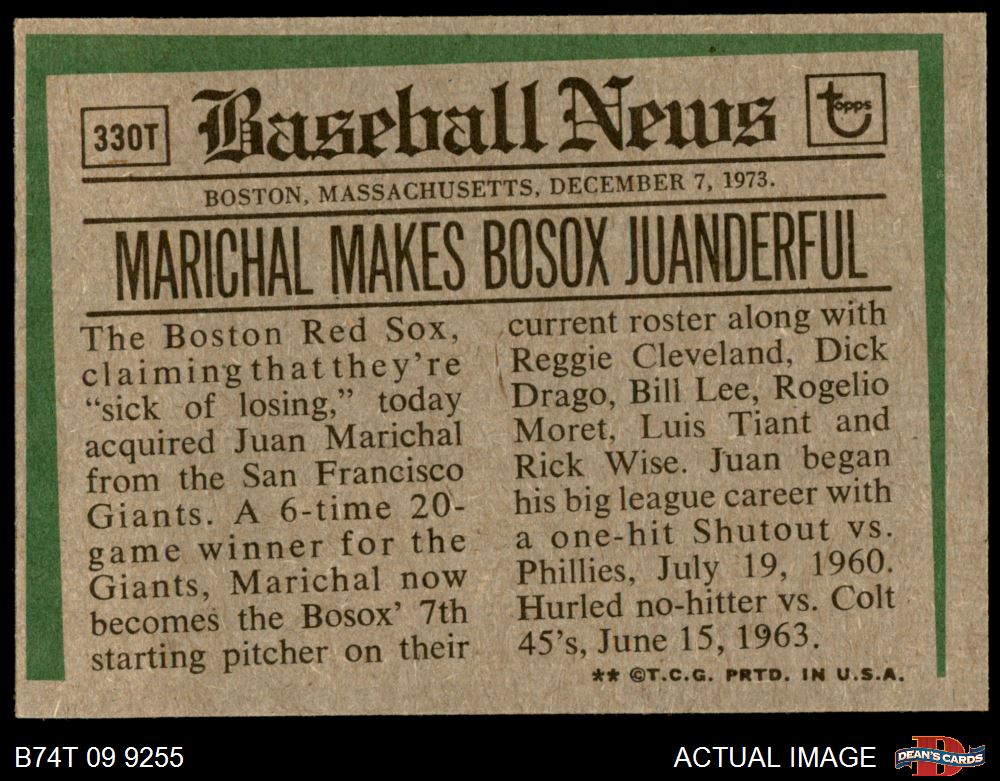 330T
Baseball News
topps
BOSTON, MASSACHUSETTS, DECEMBER 7, 1973.
MARICHAL MAKES BOSOX JUANDERFUL
The Boston Red Sox,
claiming that they're
"sick of losing," today
acquired Juan Marichal
from the San Francisco
Giants. A 6-time 20-
game winner for the
Giants, Marichal now
becomes the Bosox' 7th
starting pitcher on their
current roster along with
Reggie Cleveland, Dick
Drago, Bill Lee, Rogelio
Moret, Luis Tiant and
Rick Wise. Juan began
his big league career with
a one-hit Shutout vs.
Phillies, July 19, 1960.
Hurled no-hitter vs. Colt
45's, June 15, 1963.
** ©T.C.G. PRTD. IN U.S.A.
B74T 09 9255
ACTUAL IMAGE
D
DEAN'S CARDS